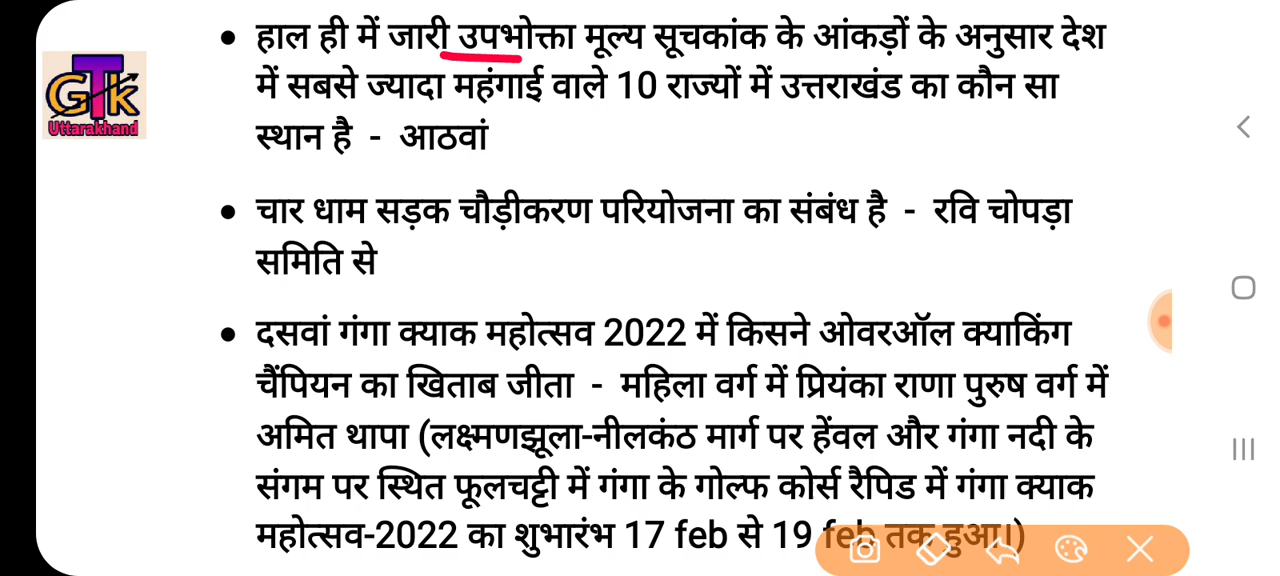 हाल ही में जारी उपभोक्ता मूल्य सूचकांक के आंकड़ों के अनुसार देश
में सबसे ज्यादा महंगाई वाले 10 राज्यों में उत्तराखंड का कौन सा
स्थान है - आठवां
GTK
Uttarakhand
चार धाम सड़क चौड़ीकरण परियोजना का संबंध है - रवि चोपड़ा
समिति से
दसवां गंगा क्याक महोत्सव 2022 में किसने ओवरऑल क्याकिंग
चैंपियन का खिताब जीता - महिला वर्ग में प्रियंका राणा पुरुष वर्ग में
अमित थापा (लक्ष्मणझूला-नीलकंठ मार्ग पर हेंवल और गंगा नदी के
संगम पर स्थित फूलचट्टी में गंगा के गोल्फ कोर्स रैपिड में गंगा क्याक
महोत्सव-2022 का शुभारंभ 17 feb से 19 feb तक हुआ।)